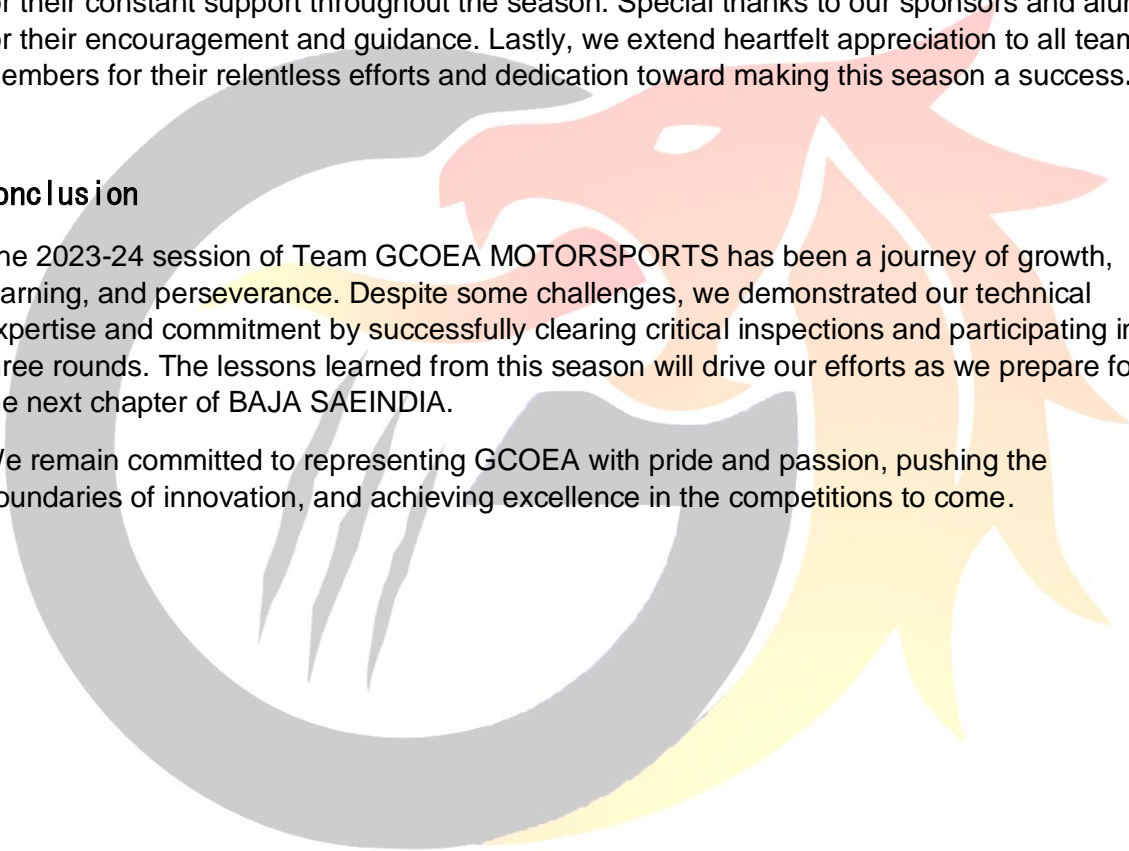 or their constant support throughout the season. Special thanks to our sponsors and alu
or their encouragement and guidance. Lastly, we extend heartfelt appreciation to all team
embers for their relentless efforts and dedication toward making this season a success.
onclusion
he 2023-24 session of Team GCOEA MOTORSPORTS has been a journey of growth,
arning, and perseverance. Despite some challenges, we demonstrated our technical
xpertise and commitment by successfully clearing critical inspections and participating in
ree rounds. The lessons learned from this season will drive our efforts as we prepare fo
e next chapter of BAJA SAEINDIA.
We remain committed to representing GCOEA with pride and passion, pushing the
oundaries of innovation, and achieving excellence in the competitions to come.